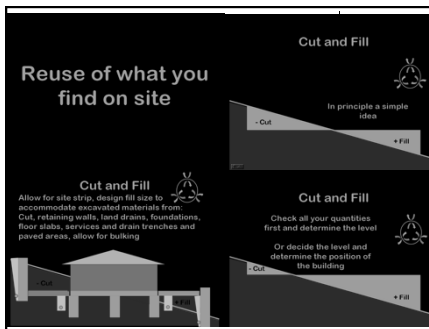 Reuse of what you
find on site
Cut and Fill
In principle a simple
idea
- Cut
+ Fill
Cut and Fill
Allow for site strip, design fill size to
accommodate excavated materials from:
Cut, retaining walls, land drains, foundations,
floor slabs, services and drain trenches and
paved areas, allow for bulking
- Cut
+ Fill
Cut and Fill
Check all your quantities
first and determine the level
Or decide the level and
determine the position of
the building
- Cut
+ Fill